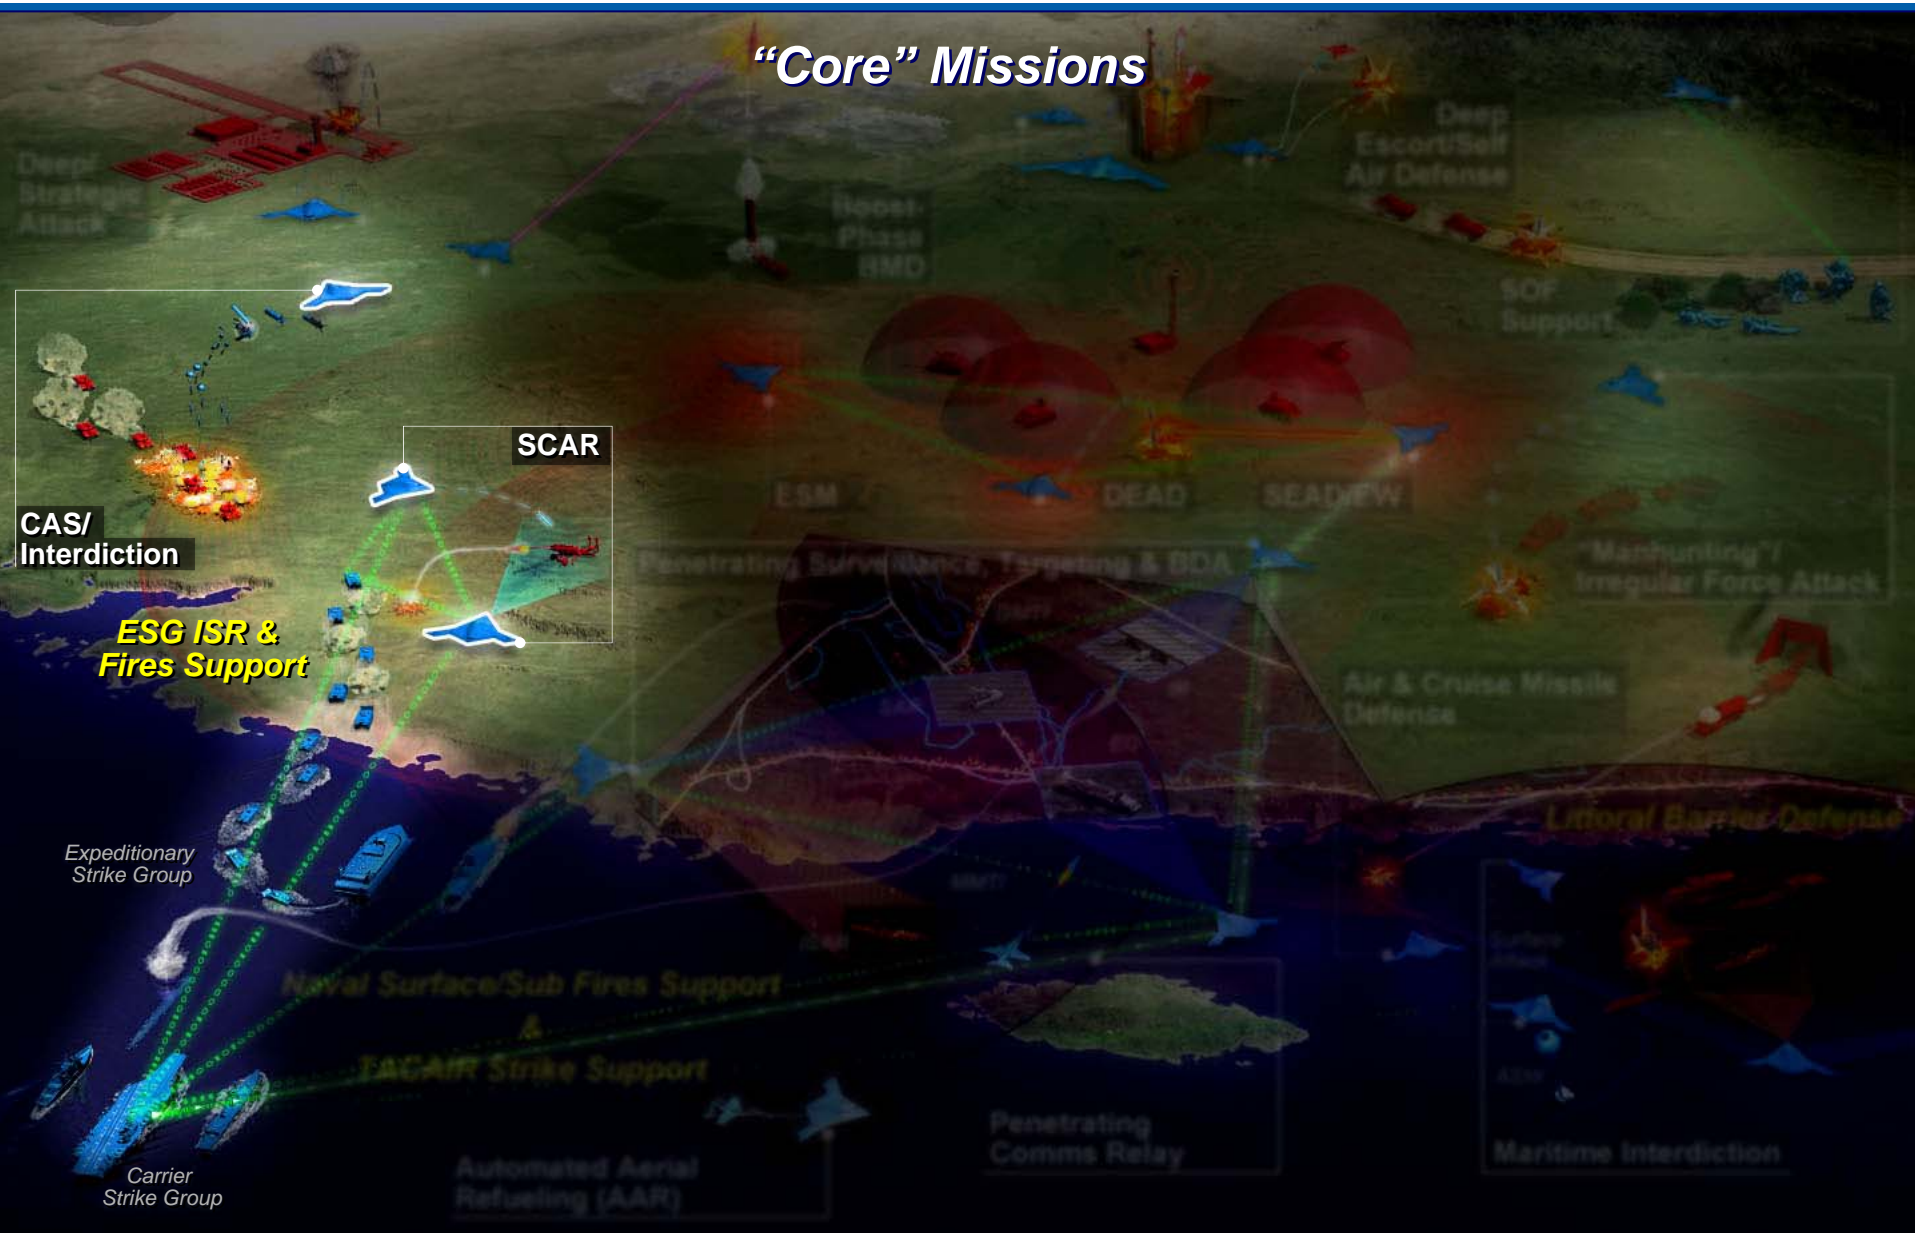 “Core” Missions
Deep/
Strategic
Attack
Boost-
Phase
BMD
Deep
Escort/Self
Air Defense
SOF
Support
SCAR
CAS/
Interdiction
ESM
DEAD
SEAD/EW
Penetrating Surveillance, Targeting & BDA
"Manhunting"/
Irregular Force Attack
ESG ISR &
Fires Support
Air & Cruise Missile
Defense
Littoral Barrier Defense
Expeditionary
Strike Group
Naval Surface/Sub Fires Support
&
TACAIR Strike Support
Surface
Attack
ASW
Penetrating
Comms Relay
Maritime Interdiction
Automated Aerial
Refueling (AAR)
Carrier
Strike Group